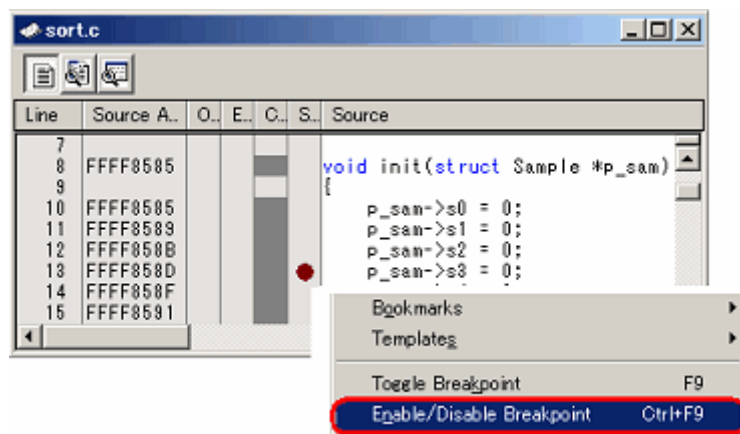 sort.c
Line Source A.. O.. E.. C.. S.. Source
7
8 FFFF8585 void init(struct Sample *p_sam)
9 {
10 FFFF8585 p_sam->s0 = 0;
11 FFFF8589 p_sam->s1 = 0;
12 FFFF858B p_sam->s2 = 0;
13 FFFF858D p_sam->s3 = 0;
14 FFFF858F
15 FFFF8591
Bookmarks
Templates
Toggle Breakpoint F9
Enable/Disable Breakpoint Ctrl+F9